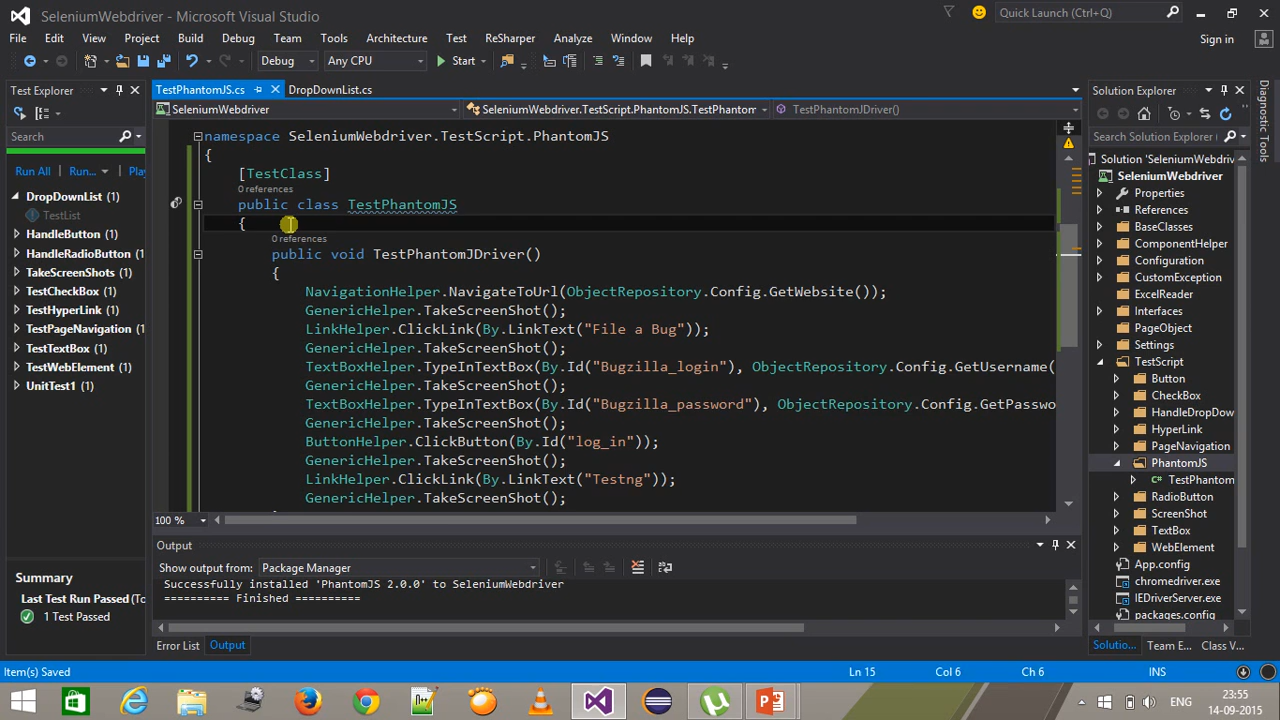 SeleniumWebdriver - Microsoft Visual Studio
Quick Launch (Ctrl+Q)
File Edit View Project Build Debug Team Tools Architecture Test ReSharper Analyze Window Help
Sign in
Debug Any CPU Start
Test Explorer
Search
Run All Run... Pla
DropDownList (1)
TestList
HandleButton (1)
HandleRadioButton (1)
TakeScreenShots (1)
TestCheckBox (1)
TestHyperLink (1)
TestPageNavigation (1)
TestTextBox (1)
TestWebElement (1)
UnitTest1 (1)
Summary
Last Test Run Passed (To
1 Test Passed
TestPhantomJS.cs DropDownList.cs
SeleniumWebdriver SeleniumWebdriver.TestScript.PhantomJS.TestPhantom TestPhantomJDriver()
namespace SeleniumWebdriver.TestScript.PhantomJS
{
[TestClass]
0 references
public class TestPhantomJS
{
0 references
public void TestPhantomJDriver()
{
NavigationHelper.NavigateToUrl(ObjectRepository.Config.GetWebsite());
GenericHelper.TakeScreenShot();
LinkHelper.ClickLink(By.LinkText("File a Bug"));
GenericHelper.TakeScreenShot();
TextBoxHelper.TypeInTextBox(By.Id("Bugzilla_login"), ObjectRepository.Config.GetUsername(
GenericHelper.TakeScreenShot();
TextBoxHelper.TypeInTextBox(By.Id("Bugzilla_password"), ObjectRepository.Config.GetPasswo
GenericHelper.TakeScreenShot();
ButtonHelper.ClickButton(By.Id("log_in"));
GenericHelper.TakeScreenShot();
LinkHelper.ClickLink(By.LinkText("Testng"));
GenericHelper.TakeScreenShot();
100 %
Output
Show output from: Package Manager
Successfully installed 'PhantomJS 2.0.0' to SeleniumWebdriver
========== Finished ==========
Error List Output
Solution Explorer
Search Solution Explorer (
Solution 'SeleniumWebdriv
SeleniumWebdriver
Properties
References
BaseClasses
ComponentHelper
Configuration
CustomException
ExcelReader
Interfaces
PageObject
Settings
TestScript
Button
CheckBox
HandleDropDow
HyperLink
PageNavigation
PhantomJS
C# TestPhantom
RadioButton
ScreenShot
TextBox
WebElement
App.config
chromedriver.exe
IEDriverServer.exe
packages.config
Solutio... Team E... Class V...
Diagnostic Tools
Item(s) Saved Ln 15 Col 6 Ch 6 INS
ENG
23:55
14-09-2015